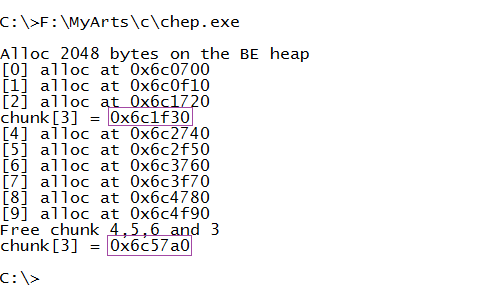 C:\>F:\MyArts\c\chep.exe
Alloc 2048 bytes on the BE heap
[0] alloc at 0x6c0700
[1] alloc at 0x6c0f10
[2] alloc at 0x6c1720
chunk[3] = 0x6c1f30
[4] alloc at 0x6c2740
[5] alloc at 0x6c2f50
[6] alloc at 0x6c3760
[7] alloc at 0x6c3f70
[8] alloc at 0x6c4780
[9] alloc at 0x6c4f90
Free chunk 4,5,6 and 3
chunk[3] = 0x6c57a0
C:\>